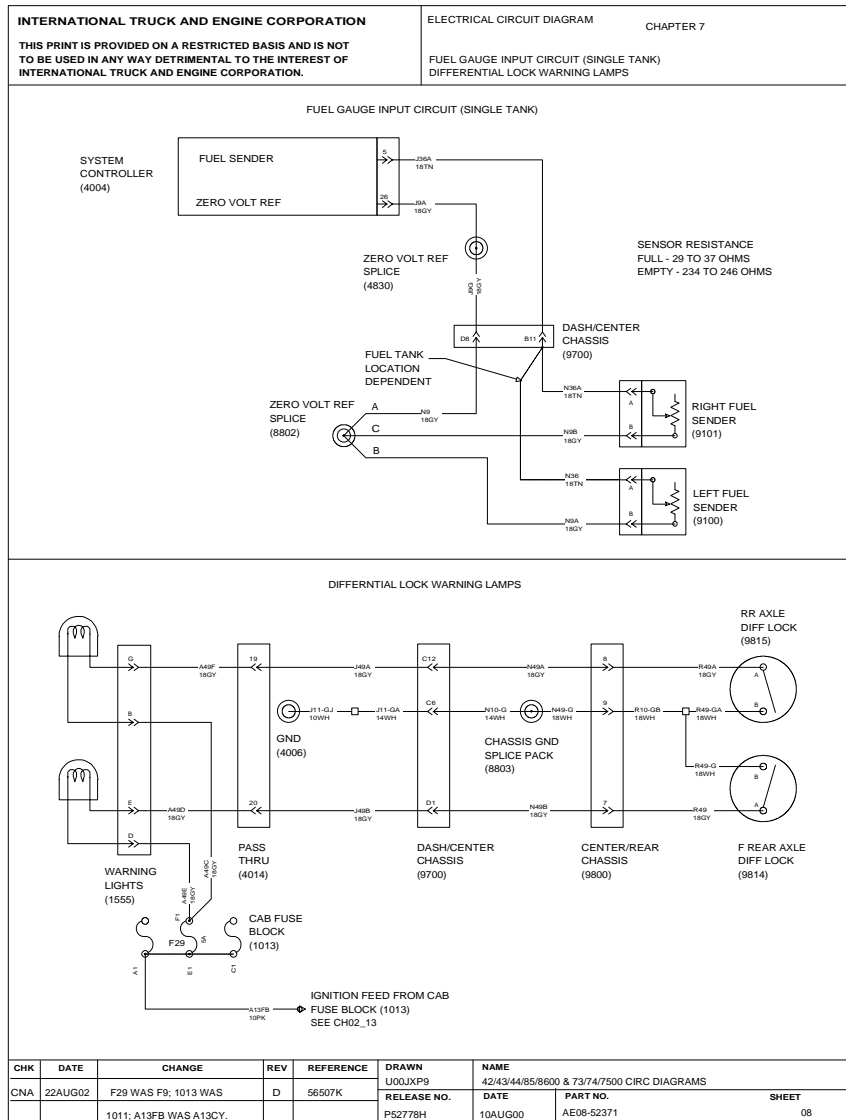 INTERNATIONAL TRUCK AND ENGINE CORPORATION
THIS PRINT IS PROVIDED ON A RESTRICTED BASIS AND IS NOT
TO BE USED IN ANY WAY DETRIMENTAL TO THE INTEREST OF
INTERNATIONAL TRUCK AND ENGINE CORPORATION.
ELECTRICAL CIRCUIT DIAGRAM
CHAPTER 7
FUEL GAUGE INPUT CIRCUIT (SINGLE TANK)
DIFFERENTIAL LOCK WARNING LAMPS
FUEL GAUGE INPUT CIRCUIT (SINGLE TANK)
SYSTEM
CONTROLLER
(4004)
FUEL SENDER
5
J36A
18TN
ZERO VOLT REF
26
J9A
18GY
ZERO VOLT REF
SPLICE
(4830)
J9G
18GY
SENSOR RESISTANCE
FULL - 29 TO 37 OHMS
EMPTY - 234 TO 246 OHMS
D8
B11
DASH/CENTER
CHASSIS
(9700)
FUEL TANK
LOCATION
DEPENDENT
ZERO VOLT REF
SPLICE
(8802)
A
N9
18GY
C
B
N36A
18TN
A
N9B
18GY
B
RIGHT FUEL
SENDER
(9101)
N36
18TN
A
N9A
18GY
B
LEFT FUEL
SENDER
(9100)
DIFFERNTIAL LOCK WARNING LAMPS
RR AXLE
DIFF LOCK
(9815)
G
A49F
18GY
19
J49A
18GY
C12
N49A
18GY
8
R49A
18GY
A
B
GND
(4006)
J11-GJ
10WH
J11-GA
14WH
C6
N10-G
14WH
CHASSIS GND
SPLICE PACK
(8803)
N49-G
18WH
9
R10-GB
18WH
R49-GA
18WH
B
R49-G
18WH
B
E
A49D
18GY
20
J49B
18GY
D1
N49B
18GY
7
R49
18GY
A
D
WARNING
LIGHTS
(1555)
PASS
THRU
(4014)
DASH/CENTER
CHASSIS
(9700)
CENTER/REAR
CHASSIS
(9800)
F REAR AXLE
DIFF LOCK
(9814)
A49E
18GY
A49C
18GY
F1
F29
5A
CAB FUSE
BLOCK
(1013)
A1
E1
C1
A13FB
10PK
IGNITION FEED FROM CAB
FUSE BLOCK (1013)
SEE CH02_13
CHK DATE CHANGE REV REFERENCE
CNA 22AUG02 F29 WAS F9; 1013 WAS D 56507K
1011; A13FB WAS A13CY.
DRAWN
U00JXP9
NAME
42/43/44/85/8600 & 73/74/7500 CIRC DIAGRAMS
RELEASE NO.
P52778H
DATE
10AUG00
PART NO.
AE08-52371
SHEET
08